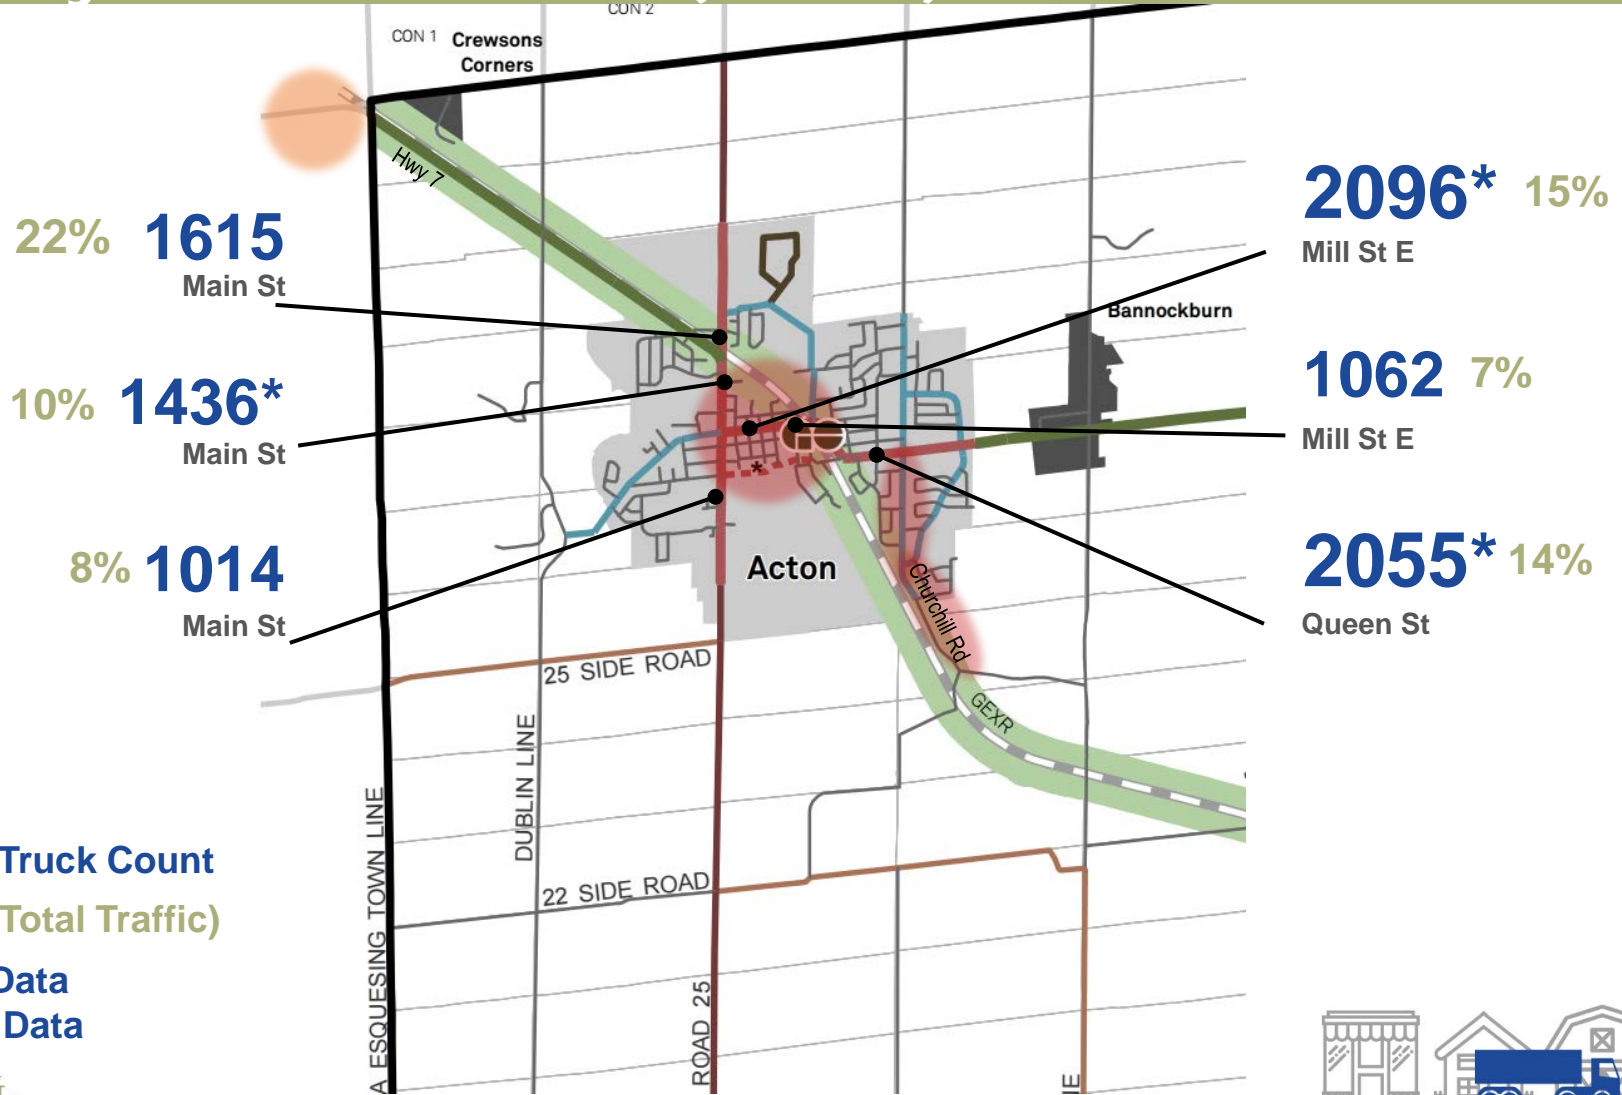 CON 1
CON 2
Crewsons
Corners
Hwy 7
22% 1615
Main St
10% 1436*
Main St
8% 1014
Main St
2096* 15%
Mill St E
Bannockburn
1062 7%
Mill St E
2055* 14%
Queen St
*
Acton
Churchill Rd
GEXR
25 SIDE ROAD
DUBLIN LINE
22 SIDE ROAD
A ESQUESING TOWN LINE
ROAD 25
Truck Count
Total Traffic)
Data
Data